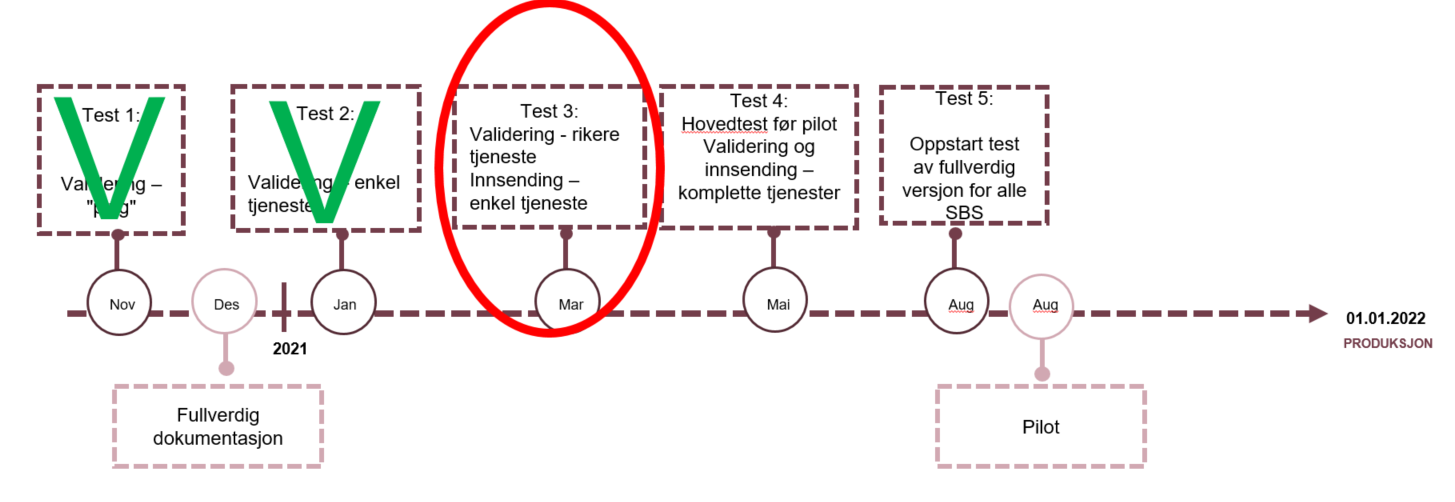 Test 1:
Validering –
"ping"
Test 2:
Validering – enkel
tjeneste
Test 3:
Validering - rikere
tjeneste
Innsending –
enkel tjeneste
Test 4:
Hovedtest før pilot
Validering og
innsending –
komplette tjenester
Test 5:
Oppstart test
av fullverdig
versjon for alle
SBS
Nov
Des
Jan
Mar
Mai
Aug
Aug
01.01.2022
PRODUKSJON
2021
Fullverdig
dokumentasjon
Pilot